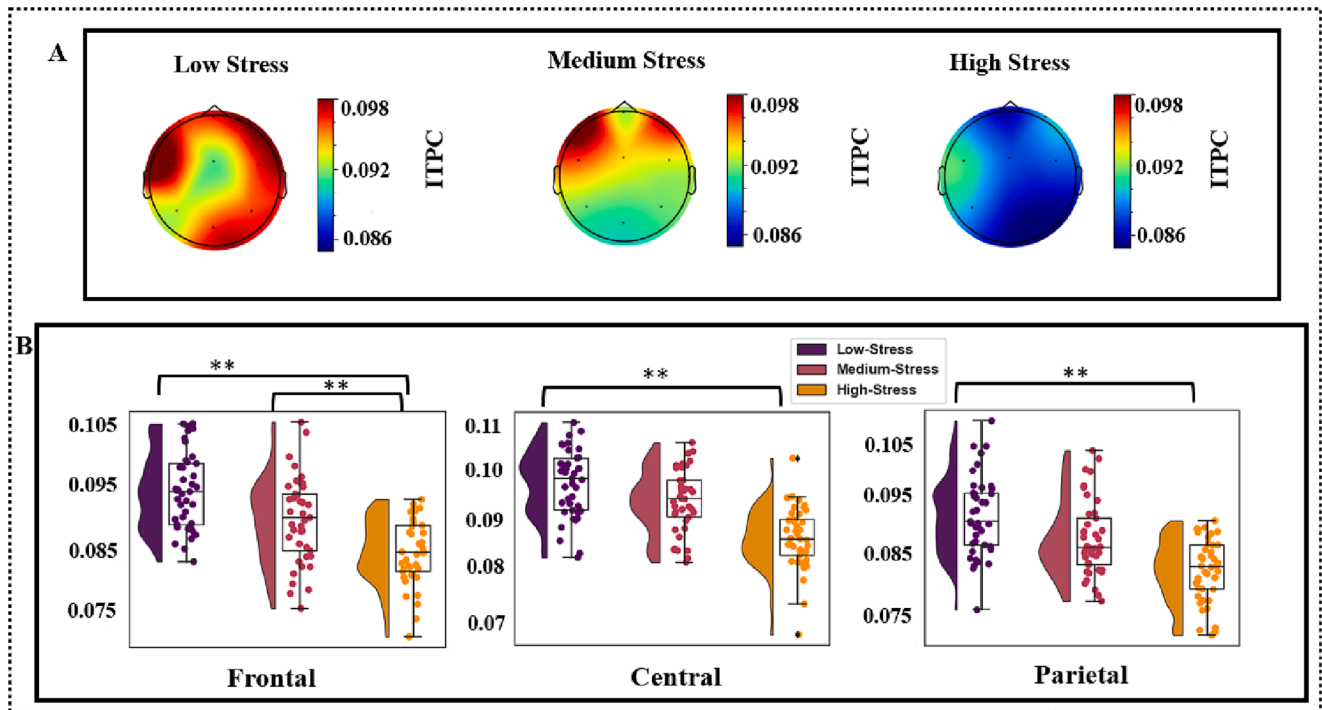 A
Low Stress
Medium Stress
High Stress
0.098
0.092
0.086
ITPC
0.098
0.092
0.086
ITPC
0.098
0.092
0.086
ITPC
B
**
**
**
**
Low-Stress
Medium-Stress
High-Stress
0.105
0.095
0.085
0.075
0.11
0.10
0.09
0.08
0.07
0.105
0.095
0.085
0.075
Frontal
Central
Parietal